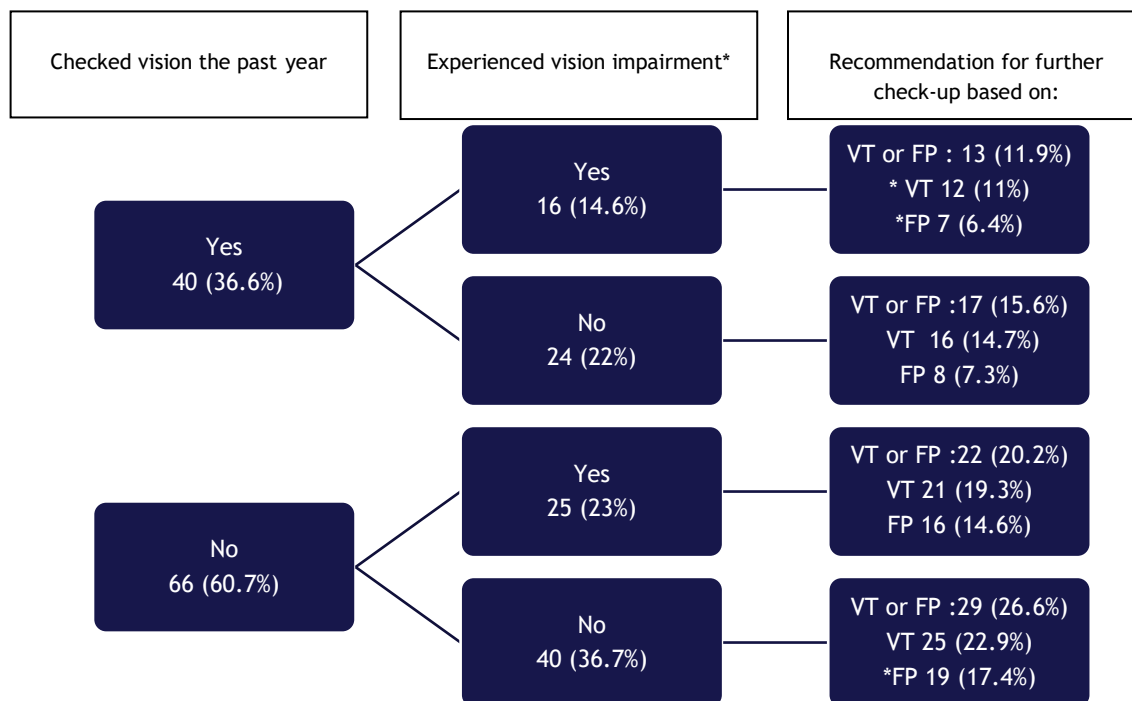 Checked vision the past year
Experienced vision impairment*
Recommendation for further
check-up based on:
Yes
40 (36.6%)
Yes
16 (14.6%)
VT or FP : 13 (11.9%)
* VT 12 (11%)
*FP 7 (6.4%)
No
24 (22%)
VT or FP :17 (15.6%)
VT 16 (14.7%)
FP 8 (7.3%)
No
66 (60.7%)
Yes
25 (23%)
VT or FP :22 (20.2%)
VT 21 (19.3%)
FP 16 (14.6%)
No
40 (36.7%)
VT or FP :29 (26.6%)
VT 25 (22.9%)
*FP 19 (17.4%)